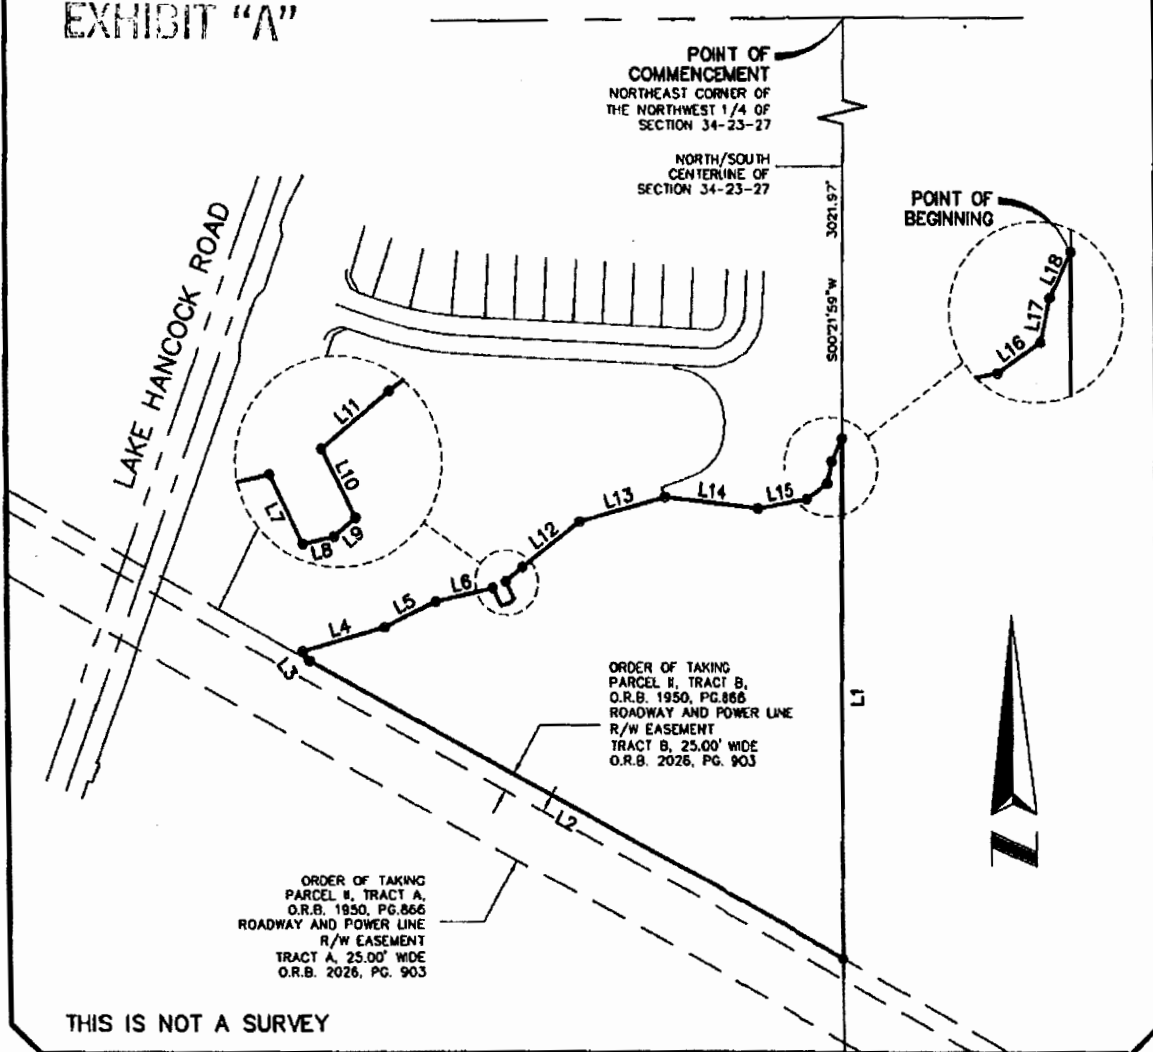 EXHIBIT "A"
POINT OF
COMMENCEMENT
NORTHEAST CORNER OF
THE NORTHWEST 1/4 OF
SECTION 34-23-27
NORTH/SOUTH
CENTERLINE OF
SECTION 34-23-27
3021.97'
S00°21'59"W
POINT OF
BEGINNING
L18
L17
L16
LAKE HANCOCK ROAD
L11
L10
L7
L8
L9
L13
L14
L15
L12
L6
L5
L4
L3
ORDER OF TAKING
PARCEL II, TRACT B,
O.R.B. 1950, PG.866
ROADWAY AND POWER LINE
R/W EASEMENT
TRACT B, 25.00' WIDE
O.R.B. 2026, PG. 903
L1
L2
ORDER OF TAKING
PARCEL II, TRACT A,
O.R.B. 1950, PG.866
ROADWAY AND POWER LINE
R/W EASEMENT
TRACT A, 25.00' WIDE
O.R.B. 2026, PG. 903
N
THIS IS NOT A SURVEY